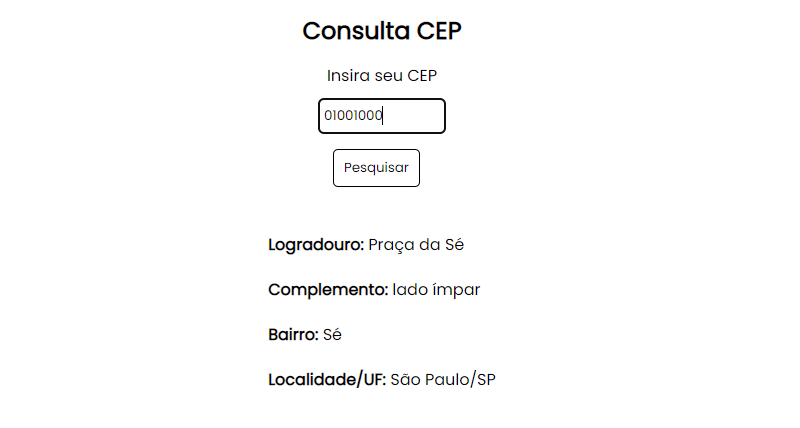 Consulta CEP
Insira seu CEP
01001000
Pesquisar
Logradouro: Praça da Sé
Complemento: lado ímpar
Bairro: Sé
Localidade/UF: São Paulo/SP